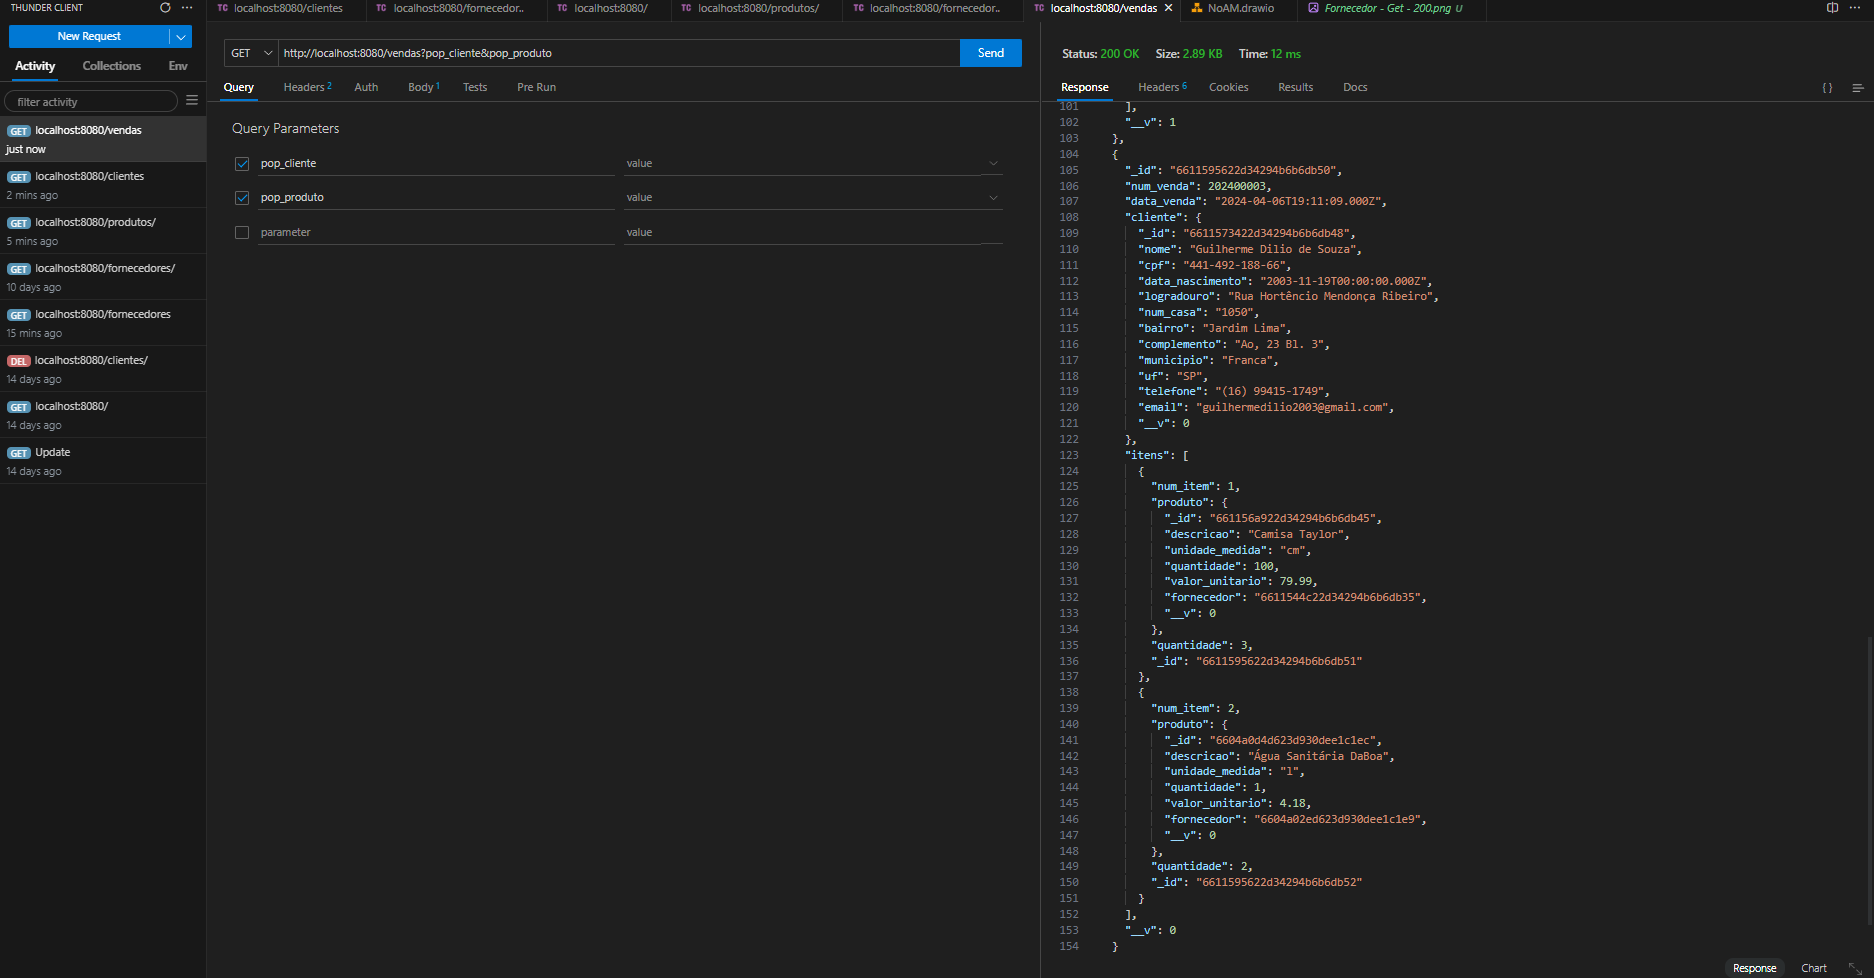 THUNDER CLIENT
New Request
Activity Collections Env
filter activity
GET localhost:8080/vendas
just now
GET localhost:8080/clientes
2 mins ago
GET localhost:8080/produtos/
5 mins ago
GET localhost:8080/fornecedores/
10 days ago
GET localhost:8080/fornecedores
15 mins ago
DEL localhost:8080/clientes/
14 days ago
GET localhost:8080/
14 days ago
GET Update
14 days ago
TC localhost:8080/clientes
TC localhost:8080/fornecedor..
TC localhost:8080/
TC localhost:8080/produtos/
TC localhost:8080/fornecedor..
TC localhost:8080/vendas
NoAM.drawio
Fornecedor - Get - 200.png U
GET http://localhost:8080/vendas?pop_cliente&pop_produto Send
Query Headers 2 Auth Body 1 Tests Pre Run
Query Parameters
pop_cliente value
pop_produto value
parameter value
Status: 200 OK Size: 2.89 KB Time: 12 ms
Response Headers 6 Cookies Results Docs { }
101 ],
102 "__v": 1
103 },
104 {
105 "_id": "6611595622d34294b6b6db50",
106 "num_venda": 202400003,
107 "data_venda": "2024-04-06T19:11:09.000Z",
108 "cliente": {
109 "_id": "6611573422d34294b6b6db48",
110 "nome": "Guilherme Dilio de Souza",
111 "cpf": "441-492-188-66",
112 "data_nascimento": "2003-11-19T00:00:00.000Z",
113 "logradouro": "Rua Hortêncio Mendonça Ribeiro",
114 "num_casa": "1050",
115 "bairro": "Jardim Lima",
116 "complemento": "Ao, 23 Bl. 3",
117 "municipio": "Franca",
118 "uf": "SP",
119 "telefone": "(16) 99415-1749",
120 "email": "guilhermedilio2003@gmail.com",
121 "__v": 0
122 },
123 "itens": [
124 {
125 "num_item": 1,
126 "produto": {
127 "_id": "661156a922d34294b6b6db45",
128 "descricao": "Camisa Taylor",
129 "unidade_medida": "cm",
130 "quantidade": 100,
131 "valor_unitario": 79.99,
132 "fornecedor": "6611544c22d34294b6b6db35",
133 "__v": 0
134 },
135 "quantidade": 3,
136 "_id": "6611595622d34294b6b6db51"
137 },
138 {
139 "num_item": 2,
140 "produto": {
141 "_id": "6604a0d4d623d930dee1c1ec",
142 "descricao": "Água Sanitária DaBoa",
143 "unidade_medida": "l",
144 "quantidade": 1,
145 "valor_unitario": 4.18,
146 "fornecedor": "6604a02ed623d930dee1c1e9",
147 "__v": 0
148 },
149 "quantidade": 2,
150 "_id": "6611595622d34294b6b6db52"
151 }
152 ],
153 "__v": 0
154 }
Response Chart